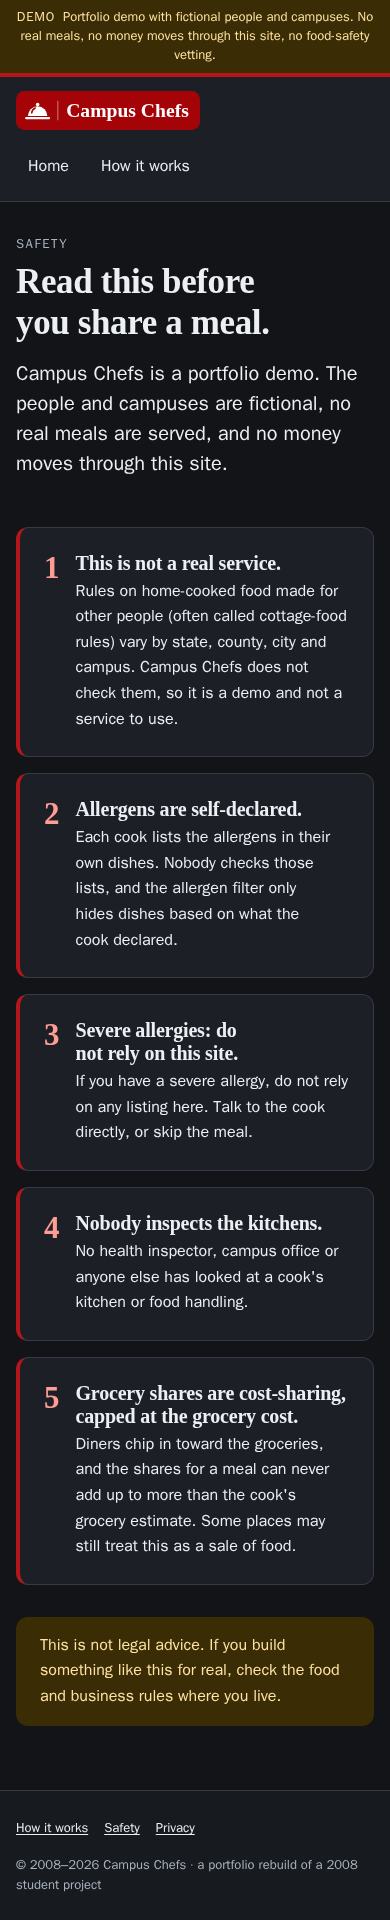 DEMO Portfolio demo with fictional people and campuses. No
real meals, no money moves through this site, no food-safety
vetting.
Campus Chefs
Home How it works
SAFETY
Read this before
you share a meal.
Campus Chefs is a portfolio demo. The
people and campuses are fictional, no
real meals are served, and no money
moves through this site.
1 This is not a real service.
Rules on home-cooked food made for
other people (often called cottage-food
rules) vary by state, county, city and
campus. Campus Chefs does not
check them, so it is a demo and not a
service to use.
2 Allergens are self-declared.
Each cook lists the allergens in their
own dishes. Nobody checks those
lists, and the allergen filter only
hides dishes based on what the
cook declared.
3 Severe allergies: do
not rely on this site.
If you have a severe allergy, do not rely
on any listing here. Talk to the cook
directly, or skip the meal.
4 Nobody inspects the kitchens.
No health inspector, campus office or
anyone else has looked at a cook's
kitchen or food handling.
5 Grocery shares are cost-sharing,
capped at the grocery cost.
Diners chip in toward the groceries,
and the shares for a meal can never
add up to more than the cook's
grocery estimate. Some places may
still treat this as a sale of food.
This is not legal advice. If you build
something like this for real, check the food
and business rules where you live.
How it works Safety Privacy
© 2008–2026 Campus Chefs · a portfolio rebuild of a 2008
student project